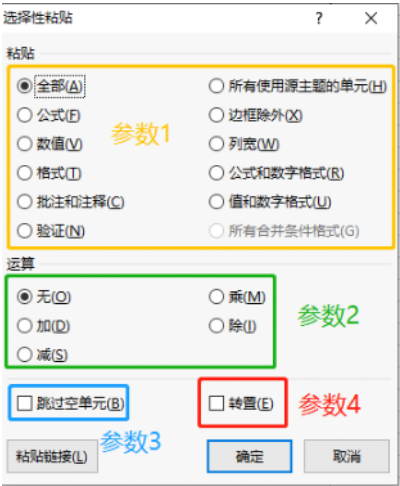 选择性粘贴 ? ×
粘贴
全部(A) 所有使用源主题的单元(H)
公式(F) 边框除外(X)
数值(V) 参数1 列宽(W)
格式(T) 公式和数字格式(R)
批注和注释(C) 值和数字格式(U)
验证(N) 所有合并条件格式(G)
运算
无(O) 乘(M)
加(D) 除(I) 参数2
减(S)
跳过空单元(B) 转置(E) 参数4
参数3
粘贴链接(L) 确定 取消